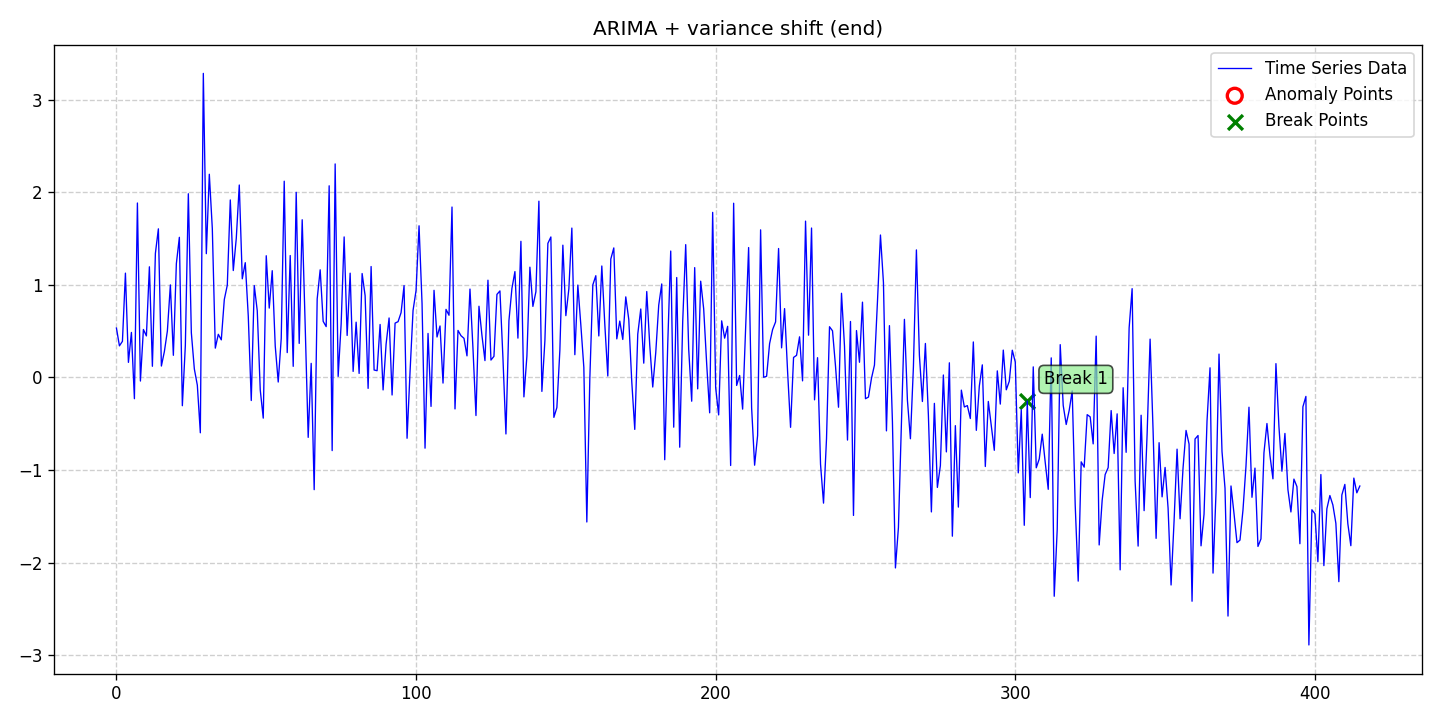 ARIMA + variance shift (end)
Time Series Data
Anomaly Points
Break Points
3
2
1
0
−1
−2
−3
Break 1
0
100
200
300
400